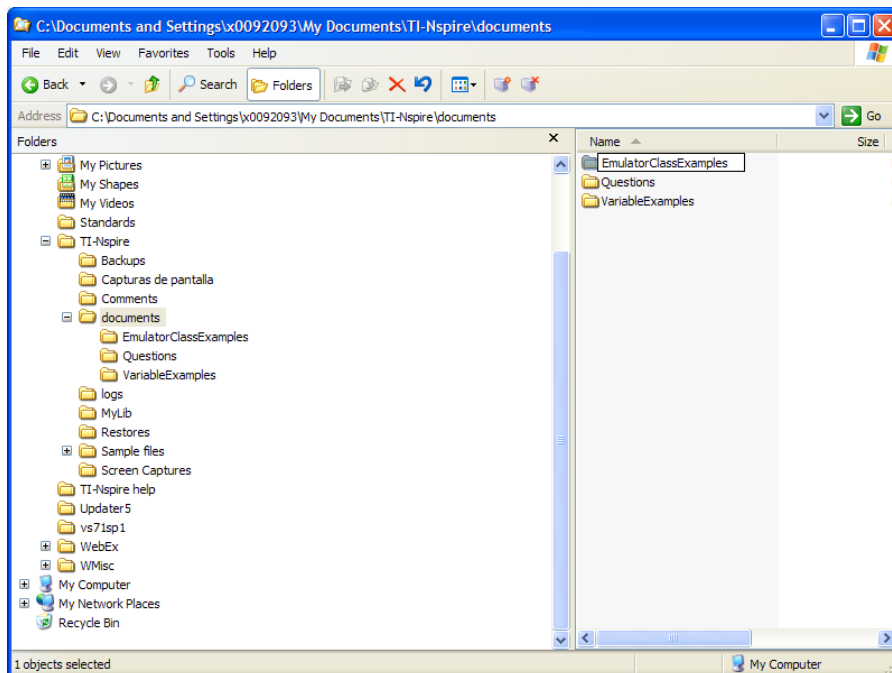 C:\Documents and Settings\x0092093\My Documents\TI-Nspire\documents
File Edit View Favorites Tools Help
Back Search Folders
Address C:\Documents and Settings\x0092093\My Documents\TI-Nspire\documents Go
Folders x Name Size
My Pictures
My Shapes
My Videos
Standards
TI-Nspire
Backups
Capturas de pantalla
Comments
documents
EmulatorClassExamples
Questions
VariableExamples
logs
MyLib
Restores
Sample files
Screen Captures
TI-Nspire help
Updater5
vs71sp1
WebEx
WMisc
My Computer
My Network Places
Recycle Bin
EmulatorClassExamples
Questions
VariableExamples
1 objects selected My Computer